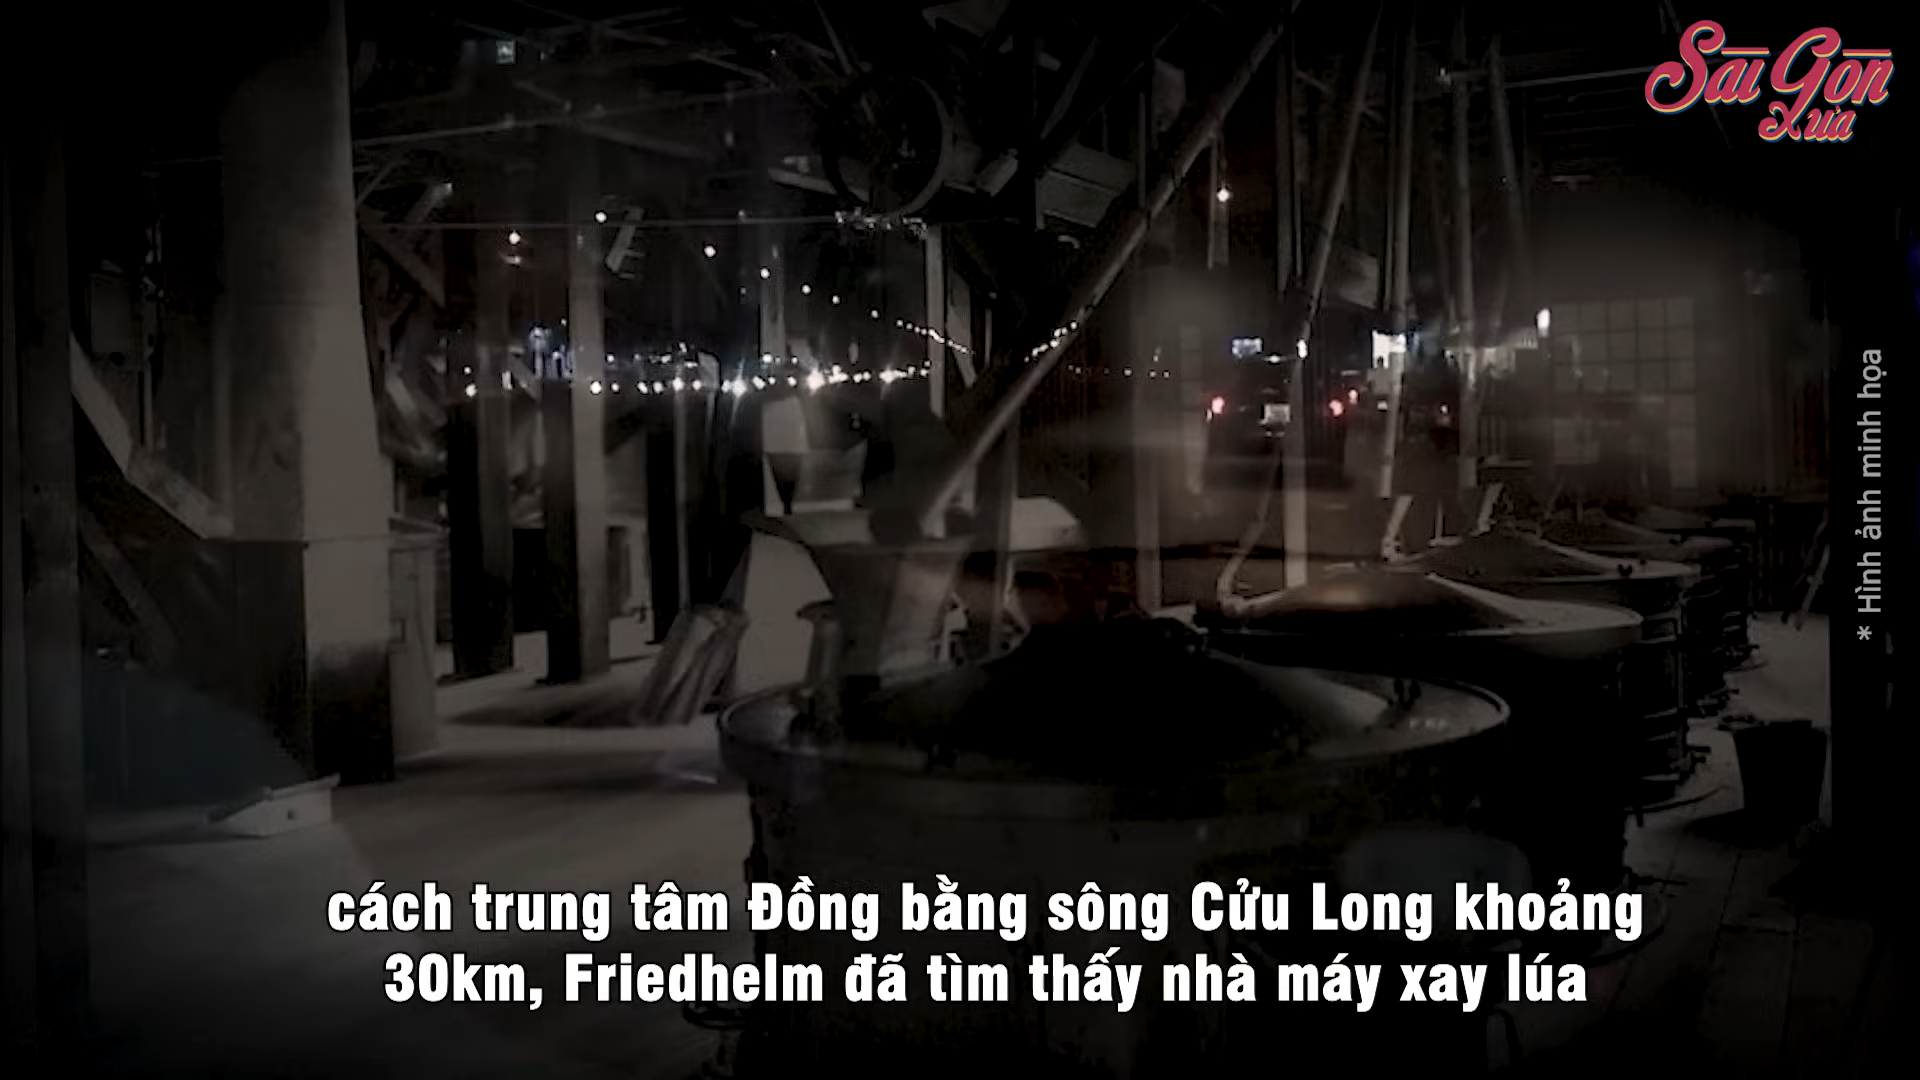 Sài Gòn
Xưa
* Hình ảnh minh họa
cách trung tâm Đồng bằng sông Cửu Long khoảng
30km, Friedhelm đã tìm thấy nhà máy xay lúa